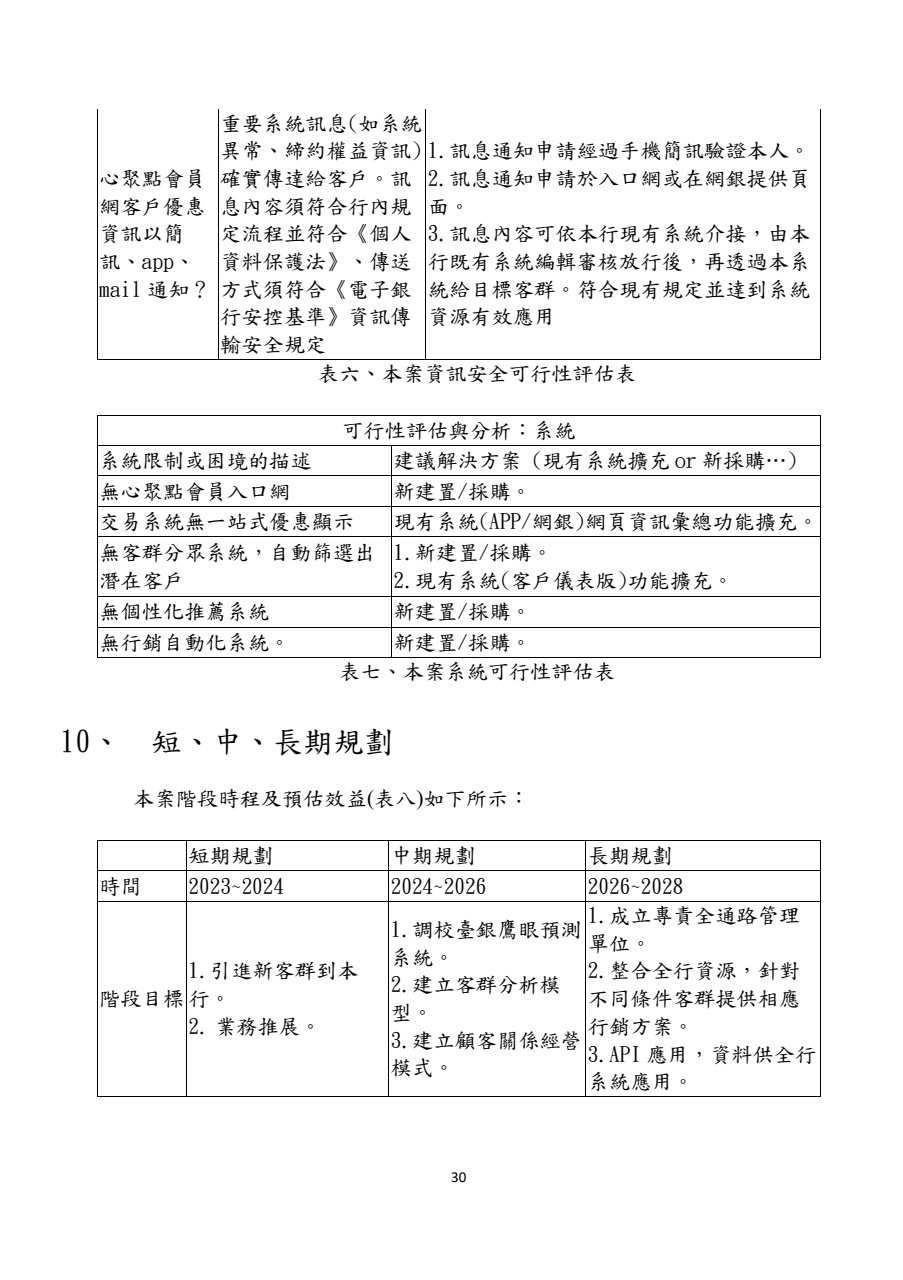 心聚點會員
網客戶優惠
資訊以簡
訊、app、
mail 通知？
重要系統訊息(如系統
異常、締約權益資訊)
確實傳達給客戶。訊
息內容須符合行內規
定流程並符合《個人
資料保護法》、傳送
方式須符合《電子銀
行安控基準》資訊傳
輸安全規定
1.訊息通知申請經過手機簡訊驗證本人。
2.訊息通知申請於入口網或在網銀提供頁
面。
3.訊息內容可依本行現有系統介接，由本
行既有系統編輯審核放行後，再透過本系
統給目標客群。符合現有規定並達到系統
資源有效應用
表六、本案資訊安全可行性評估表
可行性評估與分析：系統
系統限制或困境的描述
建議解決方案（現有系統擴充 or 新採購…）
無心聚點會員入口網
新建置/採購。
交易系統無一站式優惠顯示
現有系統(APP/網銀)網頁資訊彙總功能擴充。
無客群分眾系統，自動篩選出
潛在客戶
1.新建置/採購。
2.現有系統(客戶儀表版)功能擴充。
無個性化推薦系統
新建置/採購。
無行銷自動化系統。
新建置/採購。
表七、本案系統可行性評估表
10、 短、中、長期規劃
本案階段時程及預估效益(表八)如下所示：
短期規劃
中期規劃
長期規劃
時間
2023~2024
2024~2026
2026~2028
階段目標
1.引進新客群到本
行。
2. 業務推展。
1.調校臺銀鷹眼預測
系統。
2.建立客群分析模
型。
3.建立顧客關係經營
模式。
1.成立專責全通路管理
單位。
2.整合全行資源，針對
不同條件客群提供相應
行銷方案。
3.API 應用，資料供全行
系統應用。
30